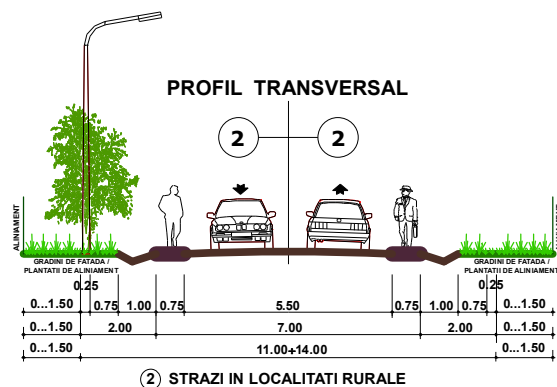 PROFIL TRANSVERSAL
2 2
ALINIAMENT
GRADINI DE FATADA /
PLANTATII DE ALINIAMENT
GRADINI DE FATADA /
PLANTATII DE ALINIAMENT
0.25 0.25
0...1.50 0.75 1.00 0.75 5.50 0.75 1.00 0.75 0...1.50
0...1.50 2.00 7.00 2.00 0...1.50
0...1.50 11.00+14.00 0...1.50
2 STRAZI IN LOCALITATI RURALE